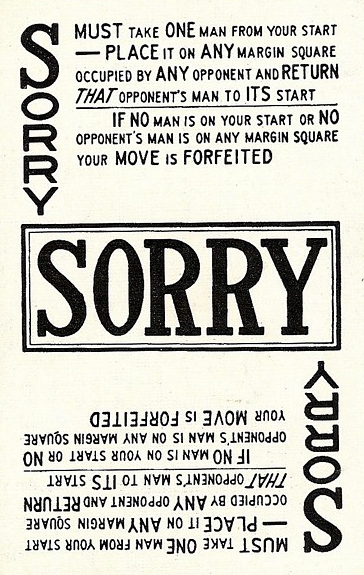 SORRY
MUST TAKE ONE MAN FROM YOUR START
— PLACE IT ON ANY MARGIN SQUARE
OCCUPIED BY ANY OPPONENT AND RETURN
THAT OPPONENT'S MAN TO ITS START
IF NO MAN IS ON YOUR START OR NO
OPPONENT'S MAN IS ON ANY MARGIN SQUARE
YOUR MOVE IS FORFEITED
SORRY
SORRY
MUST TAKE ONE MAN FROM YOUR START
— PLACE IT ON ANY MARGIN SQUARE
OCCUPIED BY ANY OPPONENT AND RETURN
THAT OPPONENT'S MAN TO ITS START
IF NO MAN IS ON YOUR START OR NO
OPPONENT'S MAN IS ON ANY MARGIN SQUARE
YOUR MOVE IS FORFEITED